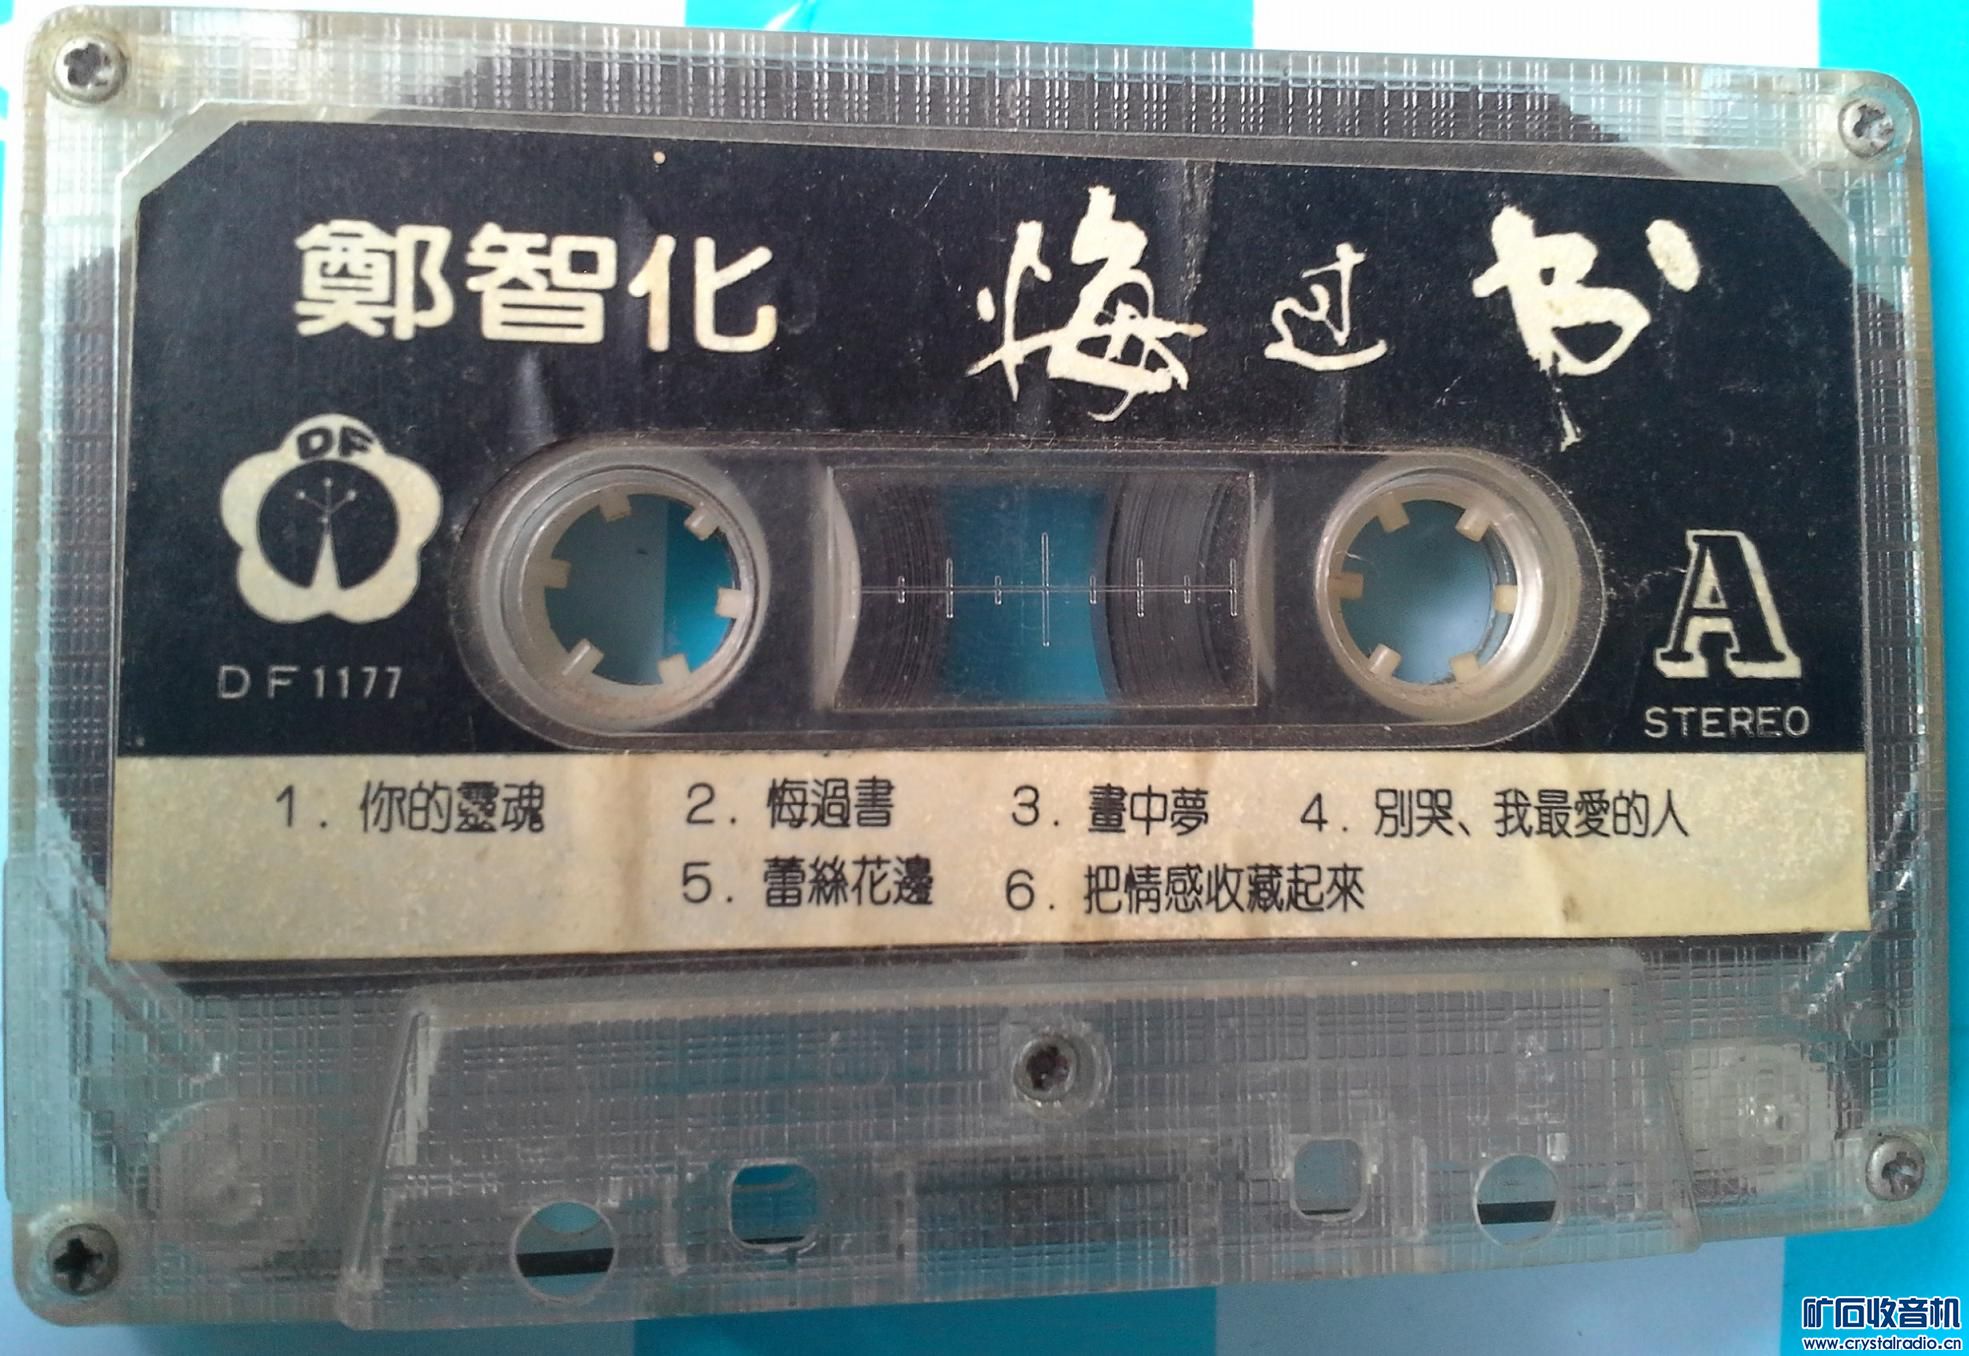 鄭智化 悔过书
DF
DF1177
A
STEREO
1. 你的靈魂 2. 悔過書 3. 畫中夢 4. 別哭、我最愛的人
5. 蕾絲花邊 6. 把情感收藏起來
矿石收音机
www.crystalradio.cn